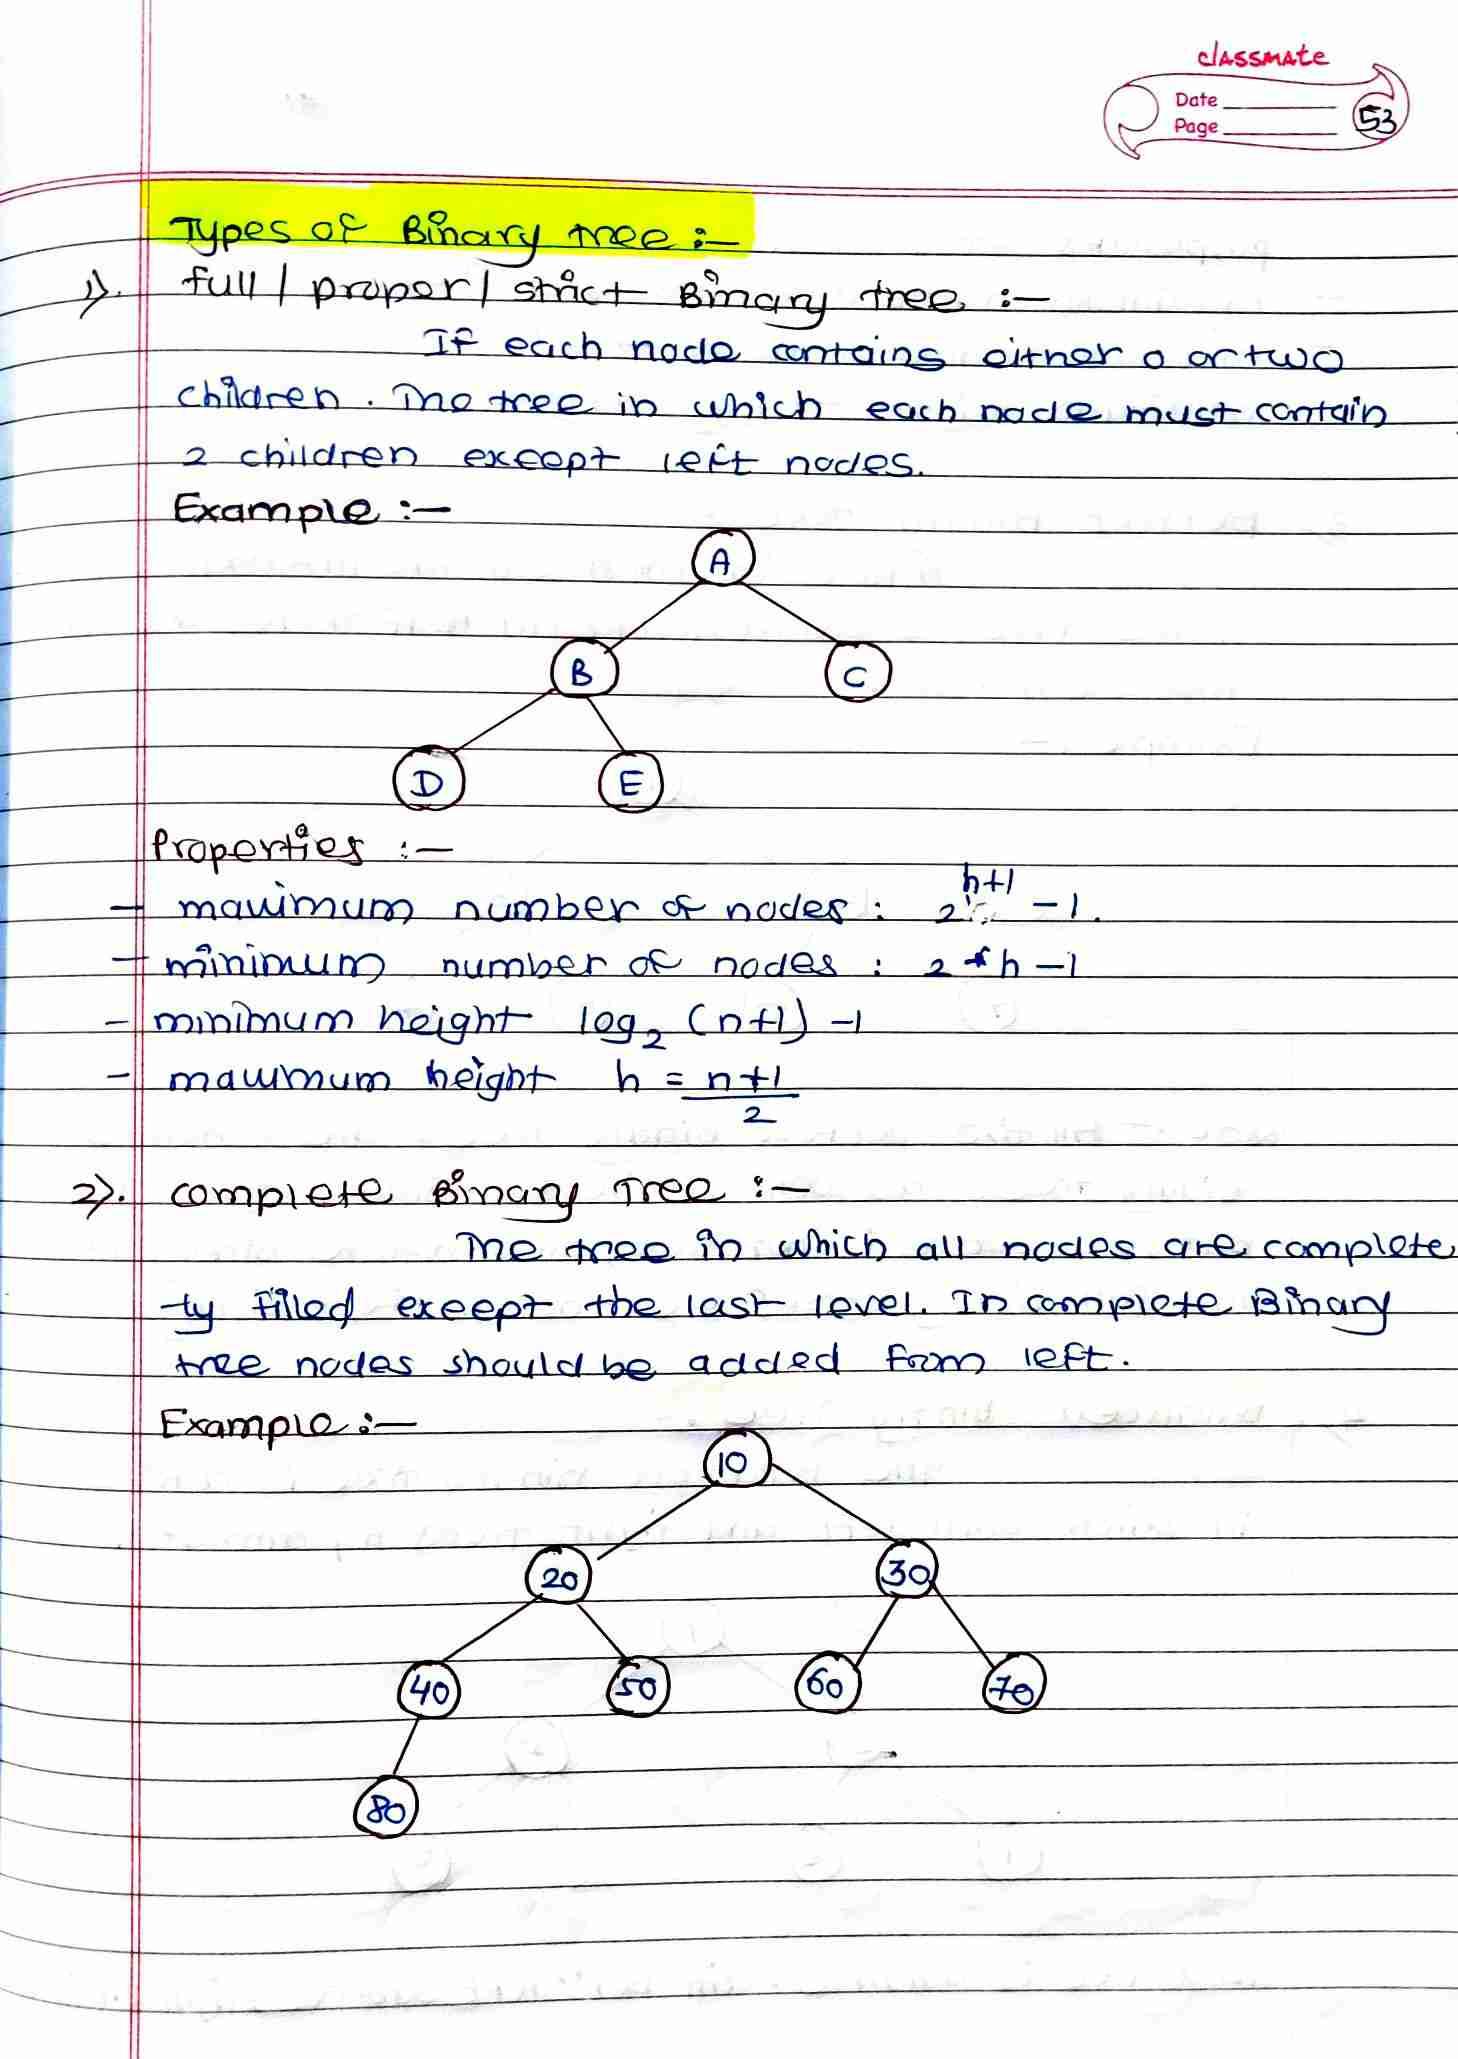 classmate
Date
Page
53
Types of Binary Tree :-
1). full / proper / strict Binary tree :-
If each node contains either 0 or two
children. The tree in which each node must contain
2 children except left nodes.
Example :-
A
B C
D E
Properties :-
- maximum number of nodes : 2^h+1 - 1.
- minimum number of nodes : 2 * h - 1
- minimum height log2 (n+1) - 1
- maximum height h = n+1
2
2). complete Binary Tree :-
The tree in which all nodes are complete
ly filled except the last level. In complete Binary
tree nodes should be added from left.
Example :-
10
20 30
40 50 60 70
80